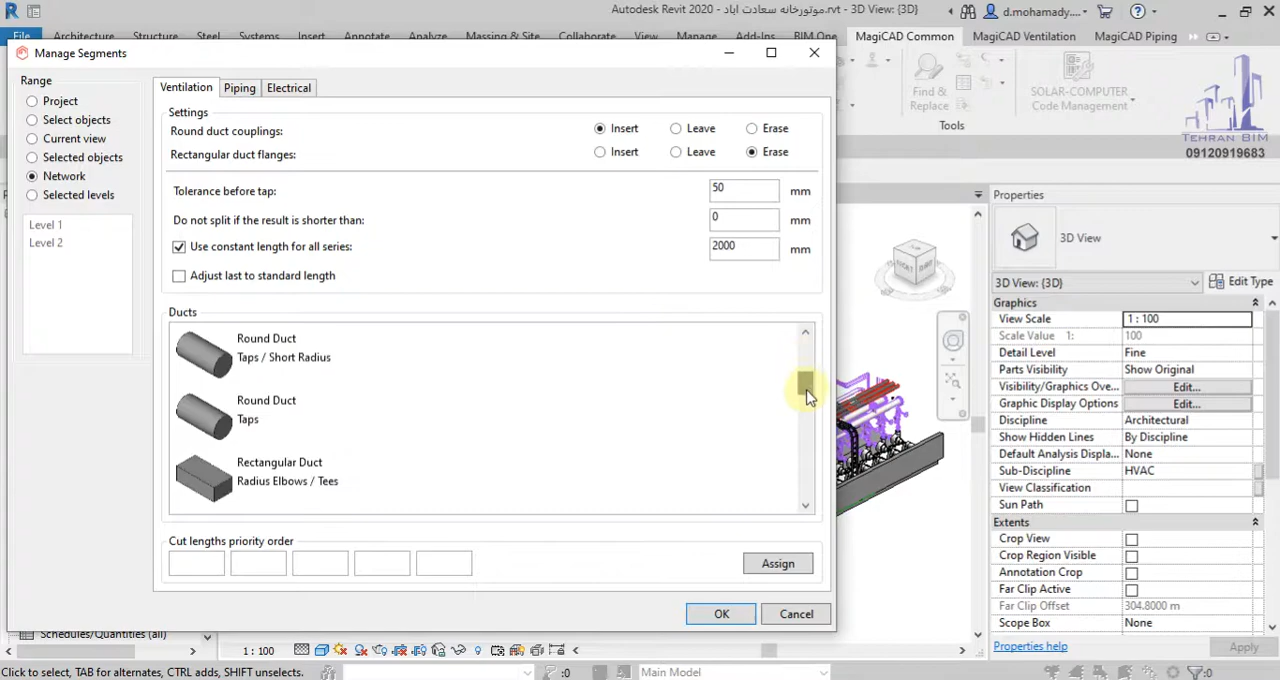 Autodesk Revit 2020 - موتورخانه سعادت اباد.rvt - 3D View: {3D}
d.mohamady....
File
Architecture
Structure
Steel
Systems
Insert
Annotate
Analyze
Massing & Site
Collaborate
View
Manage
Add-Ins
BIM One
MagiCAD Common
MagiCAD Ventilation
MagiCAD Piping
Find &
Replace
SOLAR-COMPUTER
Code Management
Tools
TEHRAN BIM
09120919683
Manage Segments
Range
Project
Select objects
Current view
Selected objects
Network
Selected levels
Level 1
Level 2
Ventilation
Piping
Electrical
Settings
Round duct couplings:
Insert
Leave
Erase
Rectangular duct flanges:
Insert
Leave
Erase
Tolerance before tap:
50
mm
Do not split if the result is shorter than:
0
mm
Use constant length for all series:
2000
mm
Adjust last to standard length
Ducts
Round Duct
Taps / Short Radius
Round Duct
Taps
Rectangular Duct
Radius Elbows / Tees
Cut lengths priority order
Assign
OK
Cancel
Properties
3D View
3D View: {3D}
Edit Type
Graphics
View Scale
1 : 100
Scale Value 1:
100
Detail Level
Fine
Parts Visibility
Show Original
Visibility/Graphics Ove...
Edit...
Graphic Display Options
Edit...
Discipline
Architectural
Show Hidden Lines
By Discipline
Default Analysis Displa...
None
Sub-Discipline
HVAC
View Classification
Sun Path
Extents
Crop View
Crop Region Visible
Annotation Crop
Far Clip Active
Far Clip Offset
304.8000 m
Scope Box
None
Properties help
Apply
Schedules/Quantities (all)
1 : 100
Click to select, TAB for alternates, CTRL adds, SHIFT unselects.
:0
Main Model
:0